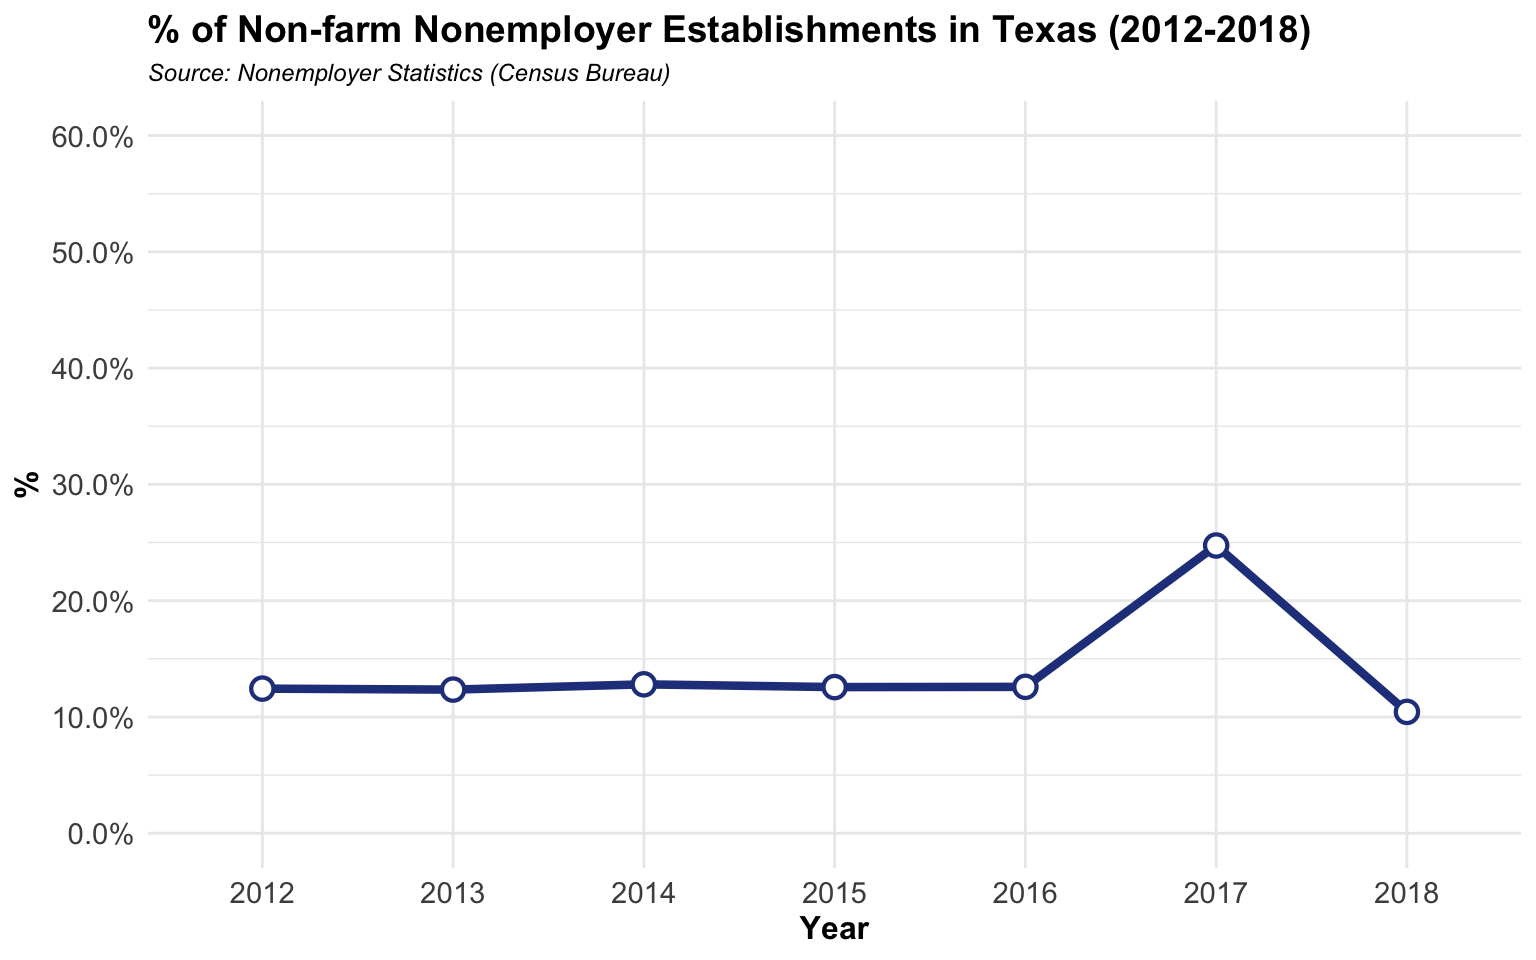 % of Non-farm Nonemployer Establishments in Texas (2012-2018)
Source: Nonemployer Statistics (Census Bureau)
60.0%
50.0%
40.0%
30.0%
20.0%
10.0%
0.0%
%
2012 2013 2014 2015 2016 2017 2018
Year